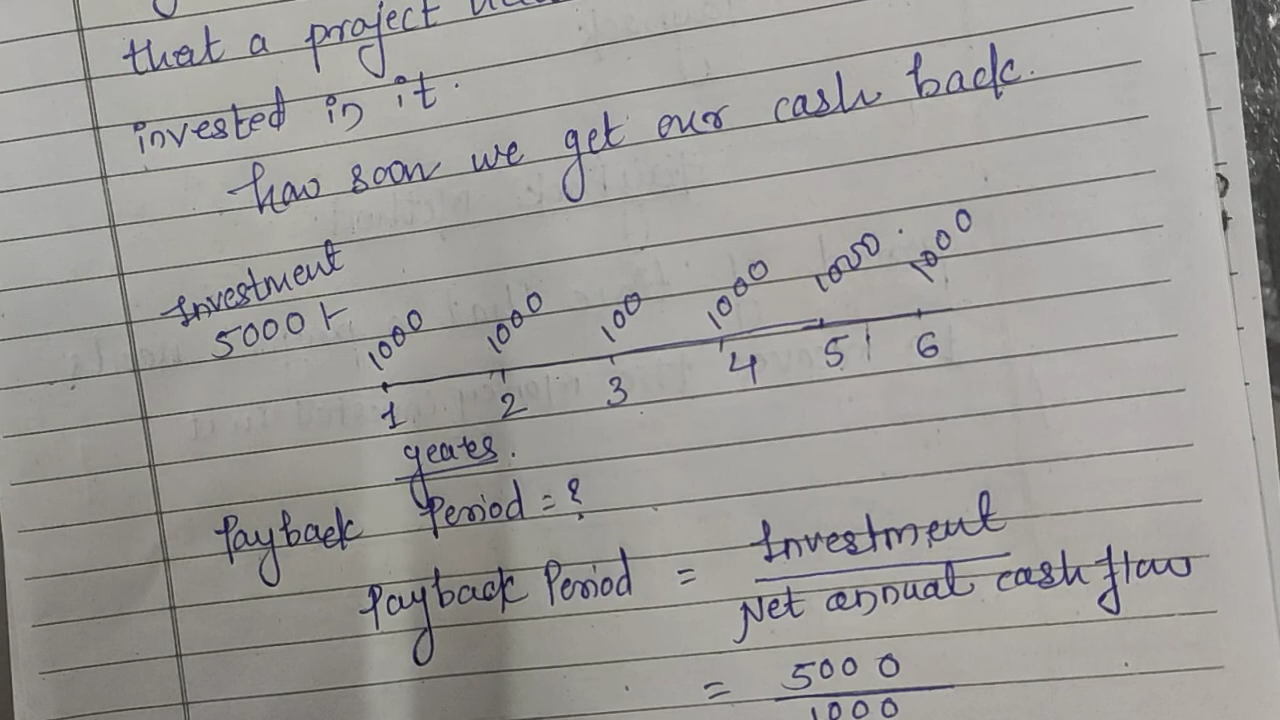 that a project
invested in it.
how soon we get our cash back.
Investment
5000
1000 1000 100 1000 1000. 1000
1 2 3 4 5 6
years.
Payback Period = ?
Payback Period = Investment
Net annual cash flow
= 5000
1000